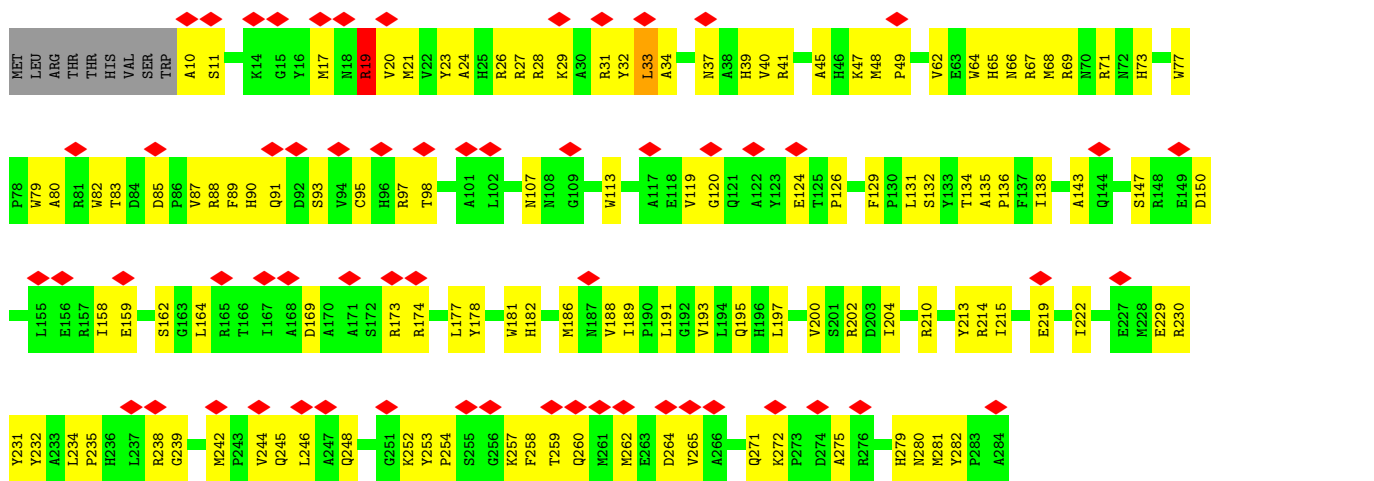 MET LEU ARG THR THR HIS VAL SER TRP A10 S11 K14 G15 Y16 M17 N18 R19 V20 M21 V22 Y23 A24 H25 R26 R27 R28 K29 A30 R31 Y32 L33 A34 N37 A38 H39 V40 R41 A45 H46 K47 M48 P49 V62 E63 W64 H65 N66 R67 M68 R69 N70 R71 N72 H73 W77
P78 W79 A80 R81 W82 T83 D84 D85 P86 V87 R88 F89 H90 Q91 D92 S93 V94 C95 H96 R97 T98 A101 L102 N107 N108 G109 W113 A117 E118 V119 G120 Q121 A122 Y123 E124 T125 P126 F129 P130 L131 S132 Y133 T134 A135 P136 F137 I138 A143 Q144 S147 R148 E149 D150
L155 E156 R157 I158 E159 S162 G163 L164 R165 T166 I167 A168 D169 A170 A171 S172 R173 R174 L177 Y178 W181 H182 M186 N187 V188 I189 P190 L191 G192 V193 L194 Q195 H196 L197 V200 S201 R202 D203 I204 R210 Y213 R214 I215 E219 I222 E227 M228 E229 R230
Y231 Y232 A233 L234 P235 H236 L237 R238 G239 M242 P243 V244 Q245 L246 A247 Q248 G251 K252 Y253 P254 S255 G256 K257 F258 T259 Q260 M261 M262 E263 D264 V265 A266 Q271 K272 P273 D274 A275 R276 H279 N280 M281 Y282 P283 A284